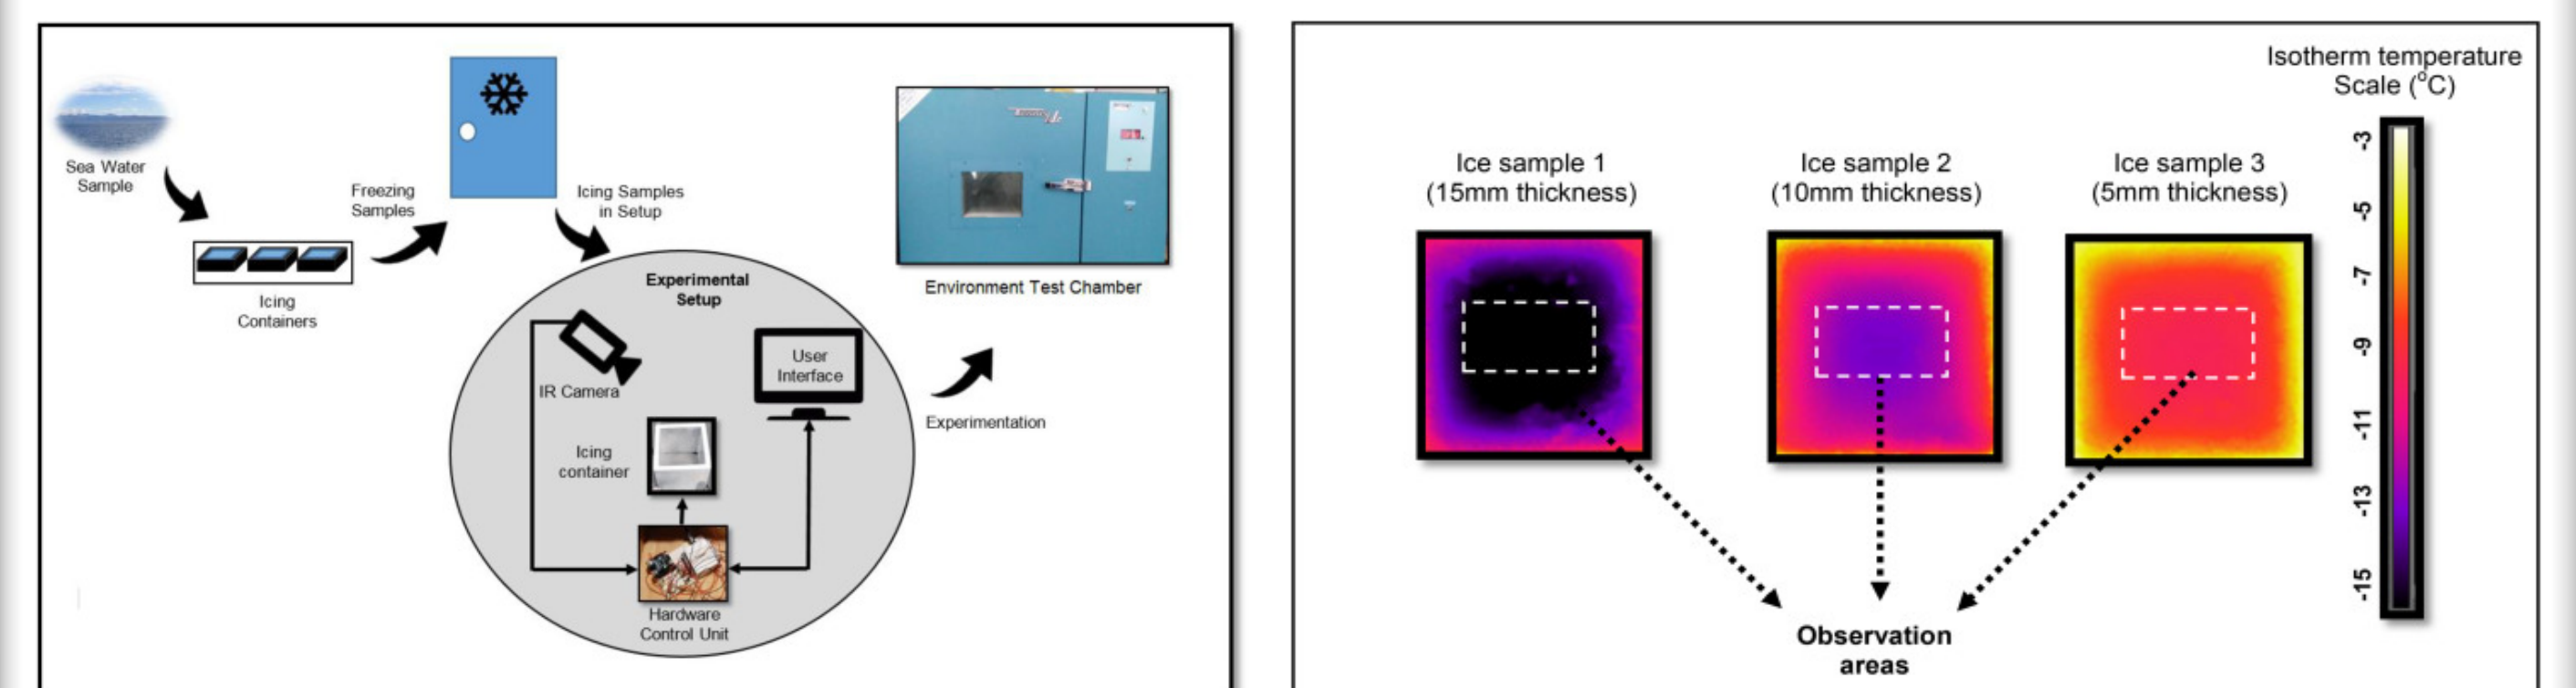 Sea Water
Sample
Icing
Containers
Freezing
Samples
Icing Samples
in Setup
Experimental
Setup
IR Camera
User
Interface
Icing
container
Hardware
Control Unit
Experimentation
Environment Test Chamber
Ice sample 1
(15mm thickness)
Ice sample 2
(10mm thickness)
Ice sample 3
(5mm thickness)
Observation
areas
Isotherm temperature
Scale (°C)
-3
-5
-7
-9
-11
-13
-15